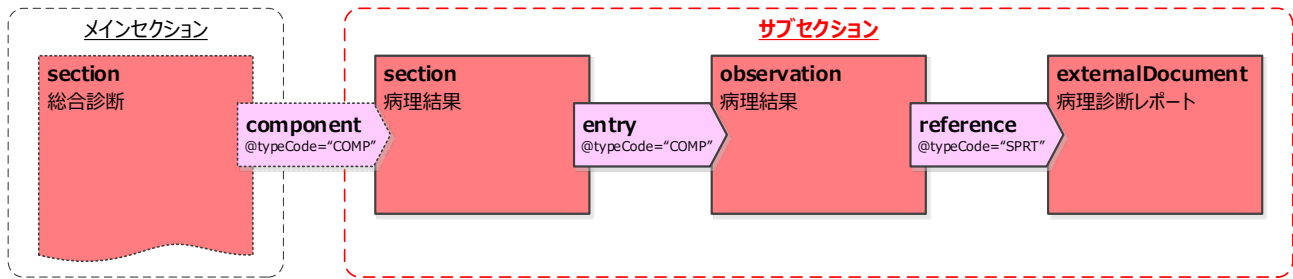 メインセクション
サブセクション
section
総合診断
component
@typeCode=“COMP”
section
病理結果
entry
@typeCode=“COMP”
observation
病理結果
reference
@typeCode=“SPRT”
externalDocument
病理診断レポート